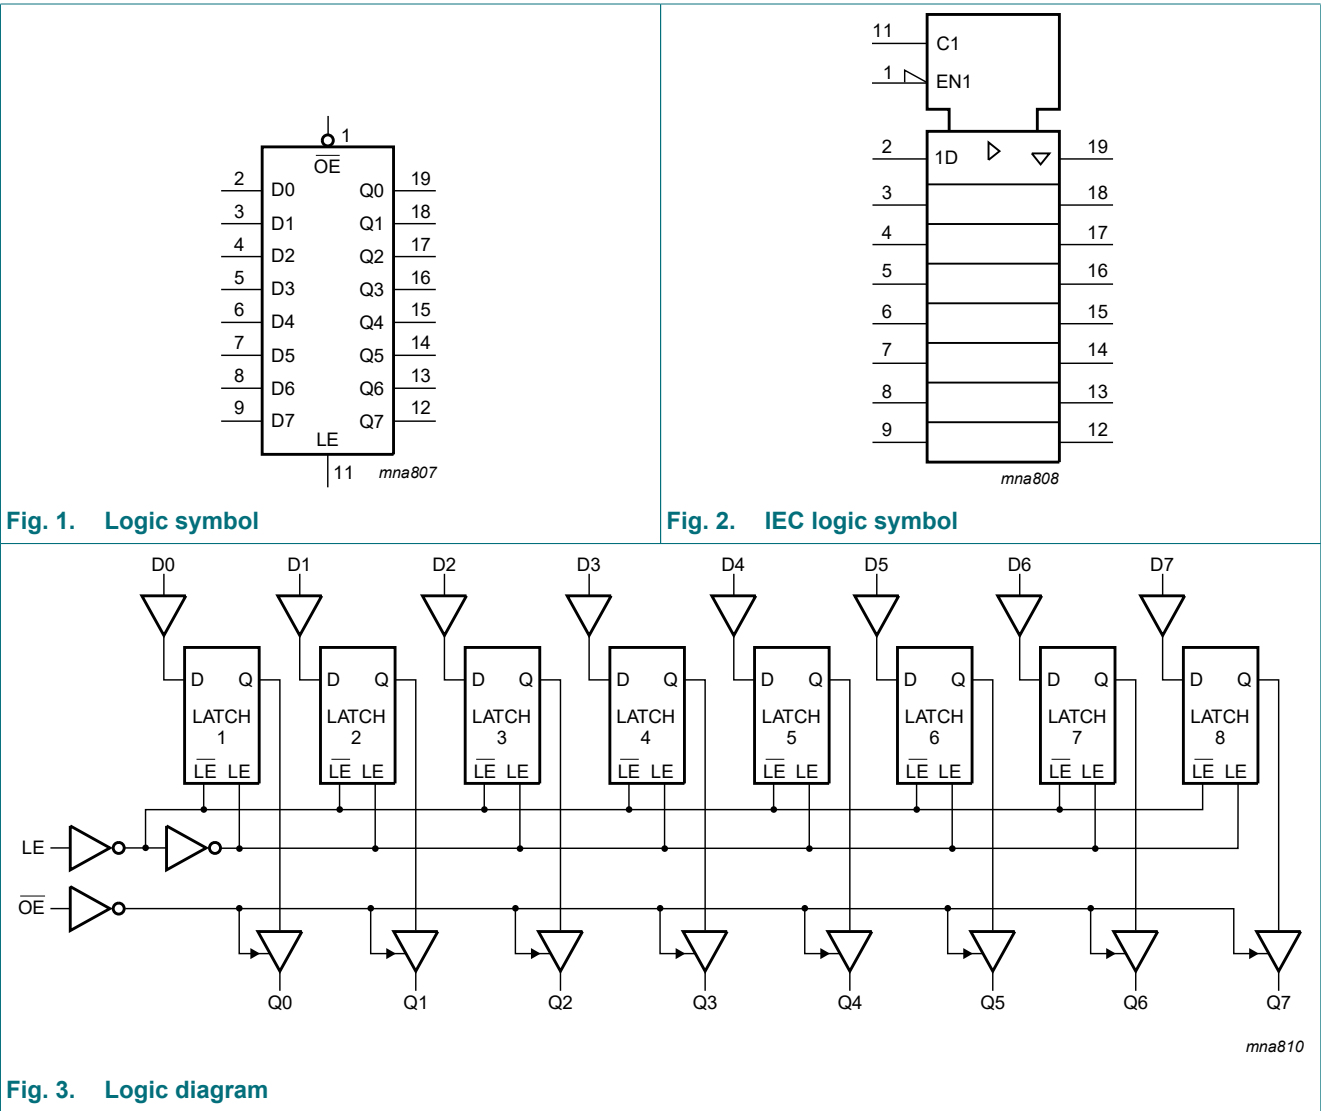 1
OE
2 D0 Q0 19
3 D1 Q1 18
4 D2 Q2 17
5 D3 Q3 16
6 D4 Q4 15
7 D5 Q5 14
8 D6 Q6 13
9 D7 Q7 12
LE
11 mna807
Fig. 1. Logic symbol
11 C1
1 EN1
2 1D 19
3 18
4 17
5 16
6 15
7 14
8 13
9 12
mna808
Fig. 2. IEC logic symbol
D0 D1 D2 D3 D4 D5 D6 D7
D Q D Q D Q D Q D Q D Q D Q D Q
LATCH LATCH LATCH LATCH LATCH LATCH LATCH LATCH
1 2 3 4 5 6 7 8
LE LE LE LE LE LE LE LE LE LE LE LE LE LE LE LE
LE
OE
Q0 Q1 Q2 Q3 Q4 Q5 Q6 Q7
mna810
Fig. 3. Logic diagram